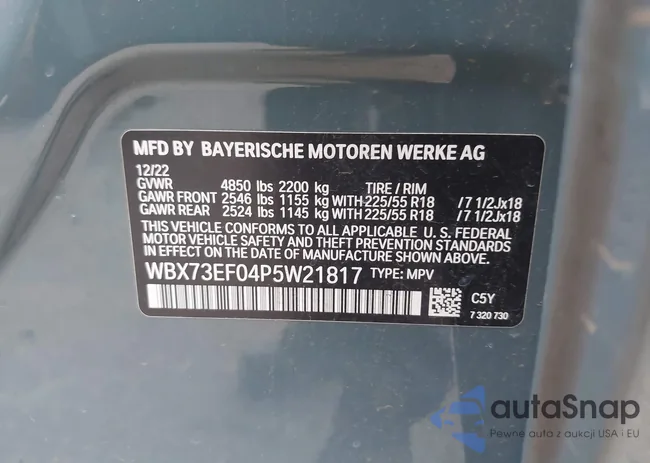 MFD BY BAYERISCHE MOTOREN WERKE AG
12/22
GVWR 4850 lbs 2200 kg TIRE / RIM
GAWR FRONT 2546 lbs 1155 kg WITH 225/55 R18 /7 1/2Jx18
GAWR REAR 2524 lbs 1145 kg WITH 225/55 R18 /7 1/2Jx18
THIS VEHICLE CONFORMS TO ALL APPLICABLE U. S. FEDERAL
MOTOR VEHICLE SAFETY AND THEFT PREVENTION STANDARDS
IN EFFECT ON THE DATE OF MANUFACTURE SHOWN ABOVE.
WBX73EF04P5W21817 TYPE: MPV
C5Y
7 320 730
autaSnap
Pewne auta z aukcji USA i EU